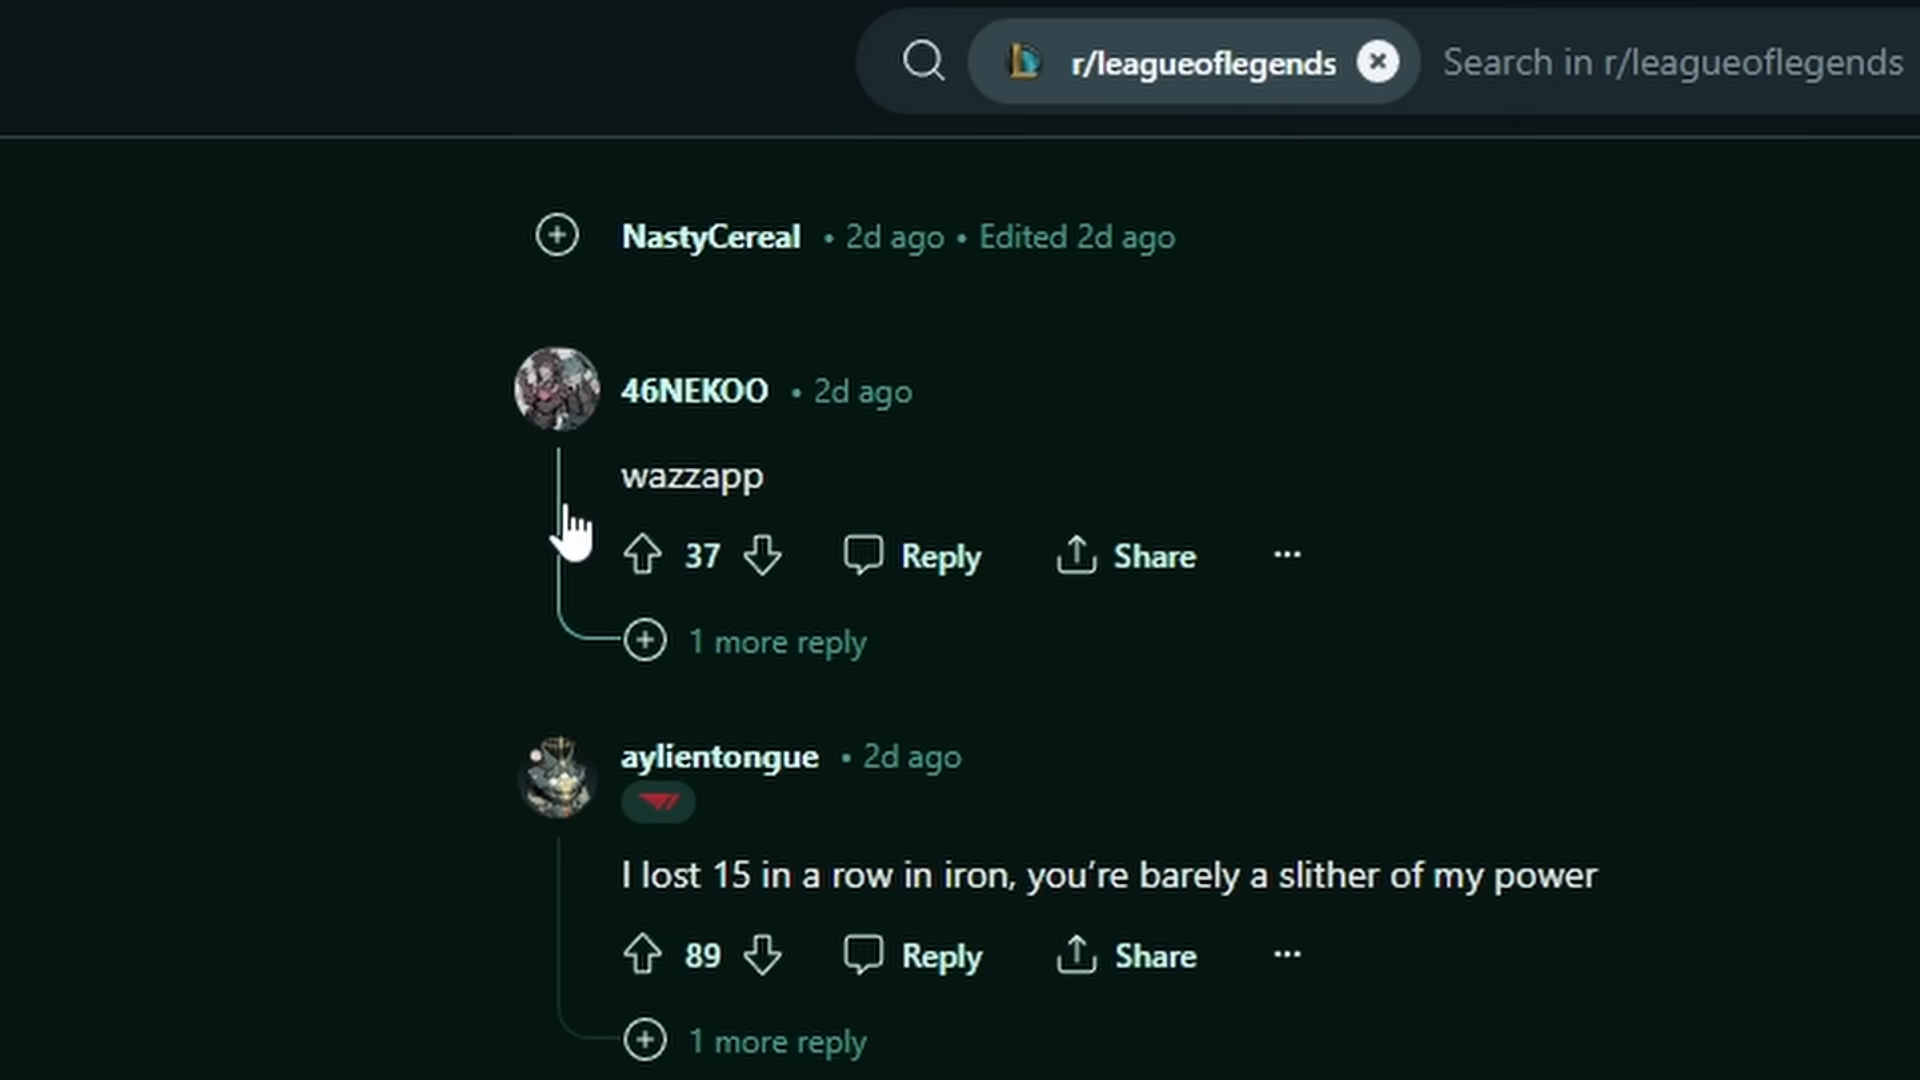 r/leagueoflegends Search in r/leagueoflegends
NastyCereal • 2d ago • Edited 2d ago
46NEKOO • 2d ago
wazzapp
37 Reply Share ...
1 more reply
aylientongue • 2d ago
I lost 15 in a row in iron, you’re barely a slither of my power
89 Reply Share ...
1 more reply